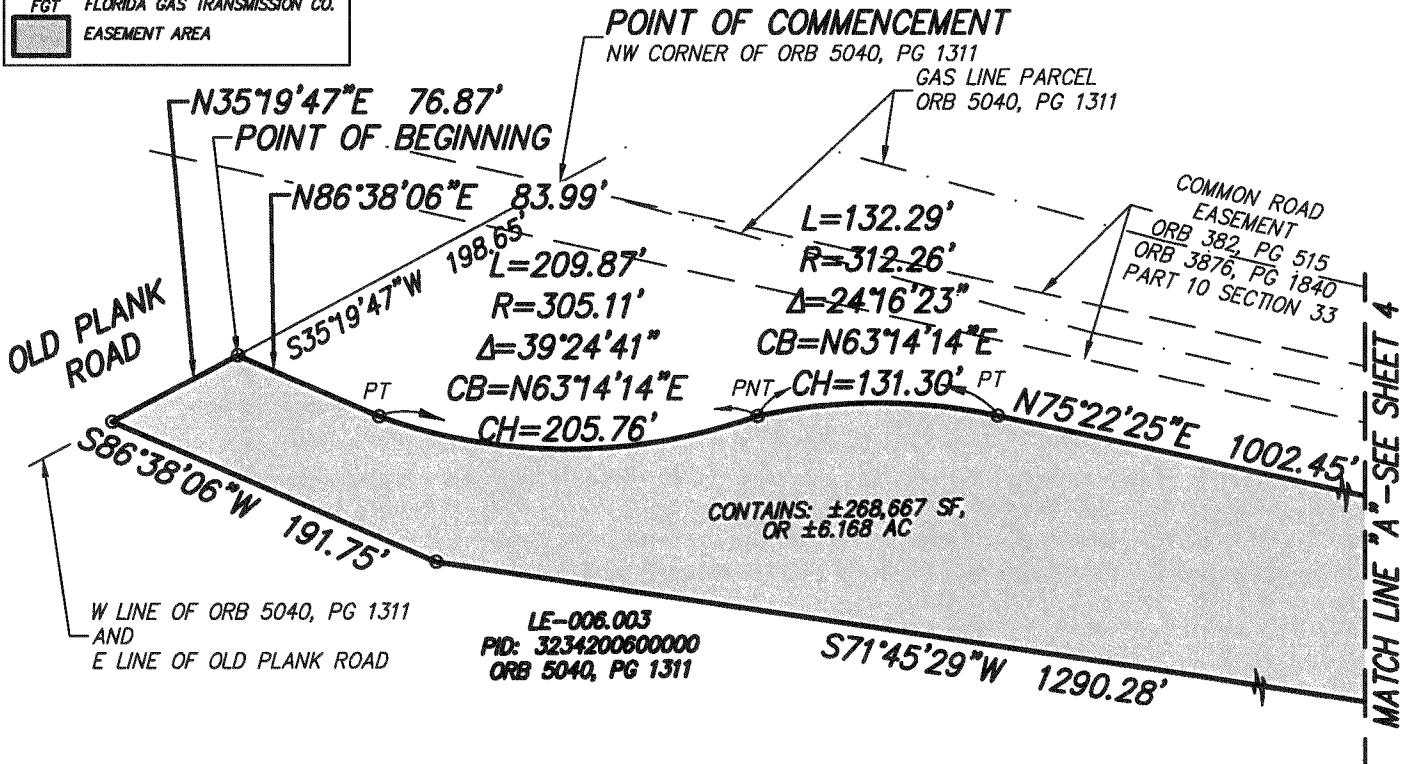 FGT FLORIDA GAS TRANSMISSION CO.
EASEMENT AREA
POINT OF COMMENCEMENT
NW CORNER OF ORB 5040, PG 1311
GAS LINE PARCEL
ORB 5040, PG 1311
N35°19'47"E 76.87'
POINT OF BEGINNING
N86°38'06"E 83.99'
S35°19'47"W 198.65'
COMMON ROAD
EASEMENT
ORB 382, PG 515
ORB 3876, PG 1840
PART 10 SECTION 33
L=209.87'
R=305.11'
Δ=39°24'41"
CB=N63°14'14"E
CH=205.76'
L=132.29'
R=312.26'
Δ=24°16'23"
CB=N63°14'14"E
CH=131.30'
OLD PLANK
ROAD
PT
PNT
PT
N75°22'25"E 1002.45'
S86°38'06"W 191.75'
CONTAINS: ±268,667 SF,
OR ±6.168 AC
W LINE OF ORB 5040, PG 1311
AND
E LINE OF OLD PLANK ROAD
LE-006.003
PID: 3234200600000
ORB 5040, PG 1311
S71°45'29"W 1290.28'
MATCH LINE "A"-SEE SHEET 4